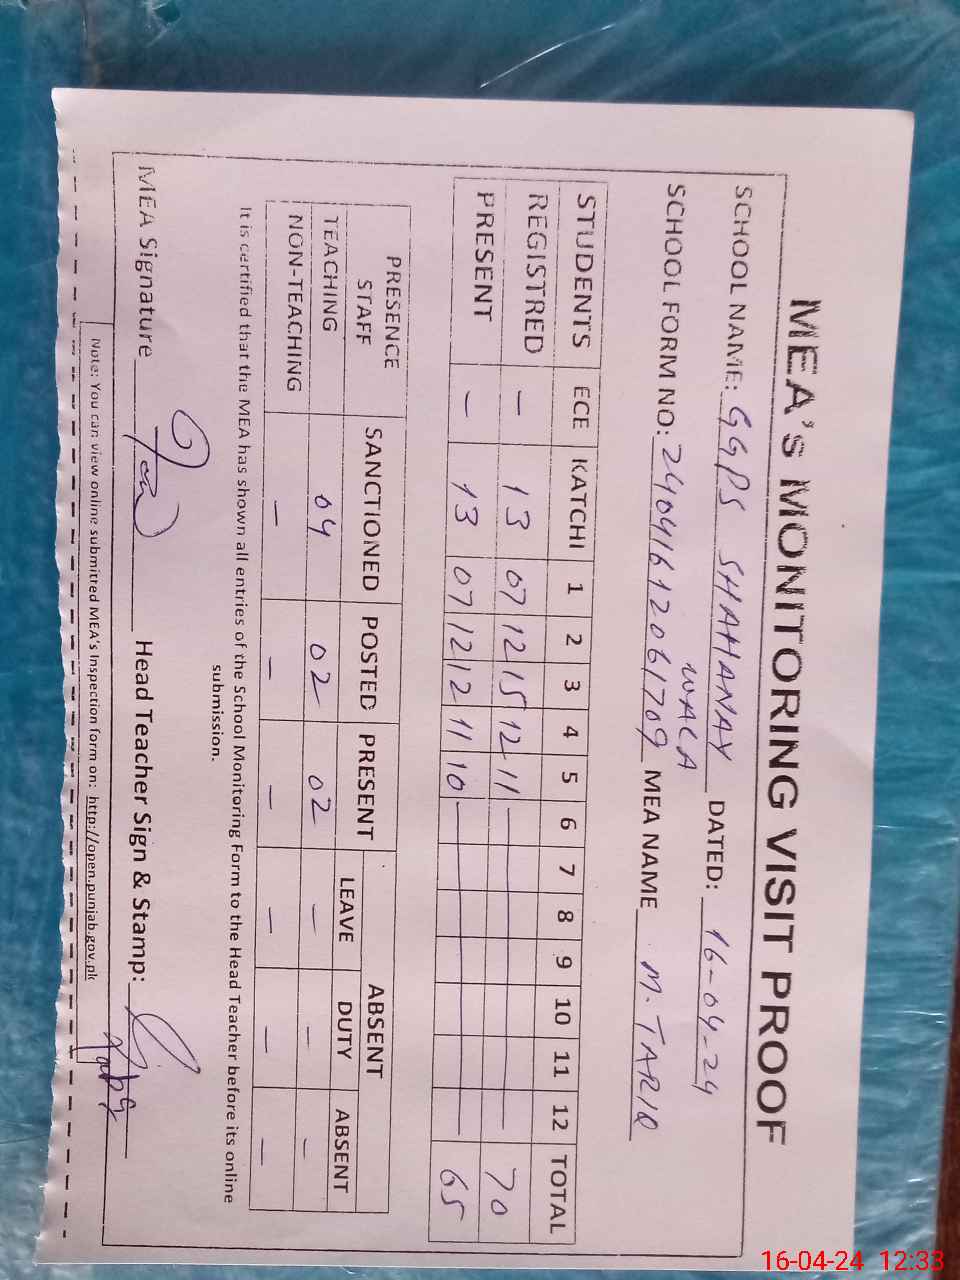 MEA'S MONITORING VISIT PROOF
SCHOOL NAME: GGPS SHAHANAY WALA DATED: 16-04-24
SCHOOL FORM NO: 24041612061709 MEA NAME M. TARIQ
STUDENTS ECE KATCHI 1 2 3 4 5 6 7 8 9 10 11 12 TOTAL
REGISTRED - 13 07 12 15 12 11 70
PRESENT - 13 07 12 12 11 10 65
PRESENCE STAFF SANCTIONED POSTED PRESENT ABSENT
LEAVE DUTY ABSENT
TEACHING 04 02 02 - - -
NON-TEACHING - - - - - -
It is certified that the MEA has shown all entries of the School Monitoring Form to the Head Teacher before its online
submission.
MEA Signature Head Teacher Sign & Stamp:
Note: You can view online submitred MEA's Inspection form on: http://open.punjab.gov.pk
16-04-24 12:33